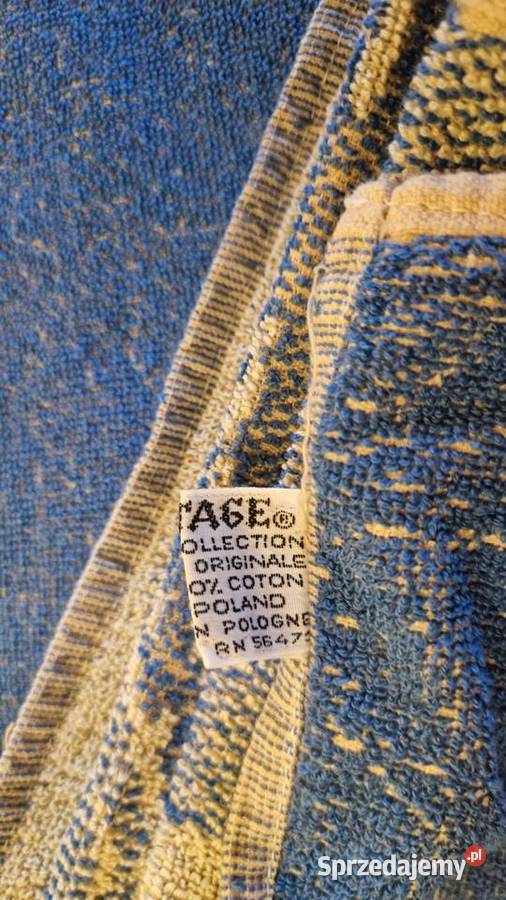 TAGE®
OLLECTION
ORIGINALE
0% COTON
POLAND
N POLOGNE
RN 5647
Sprzedajemy.pl